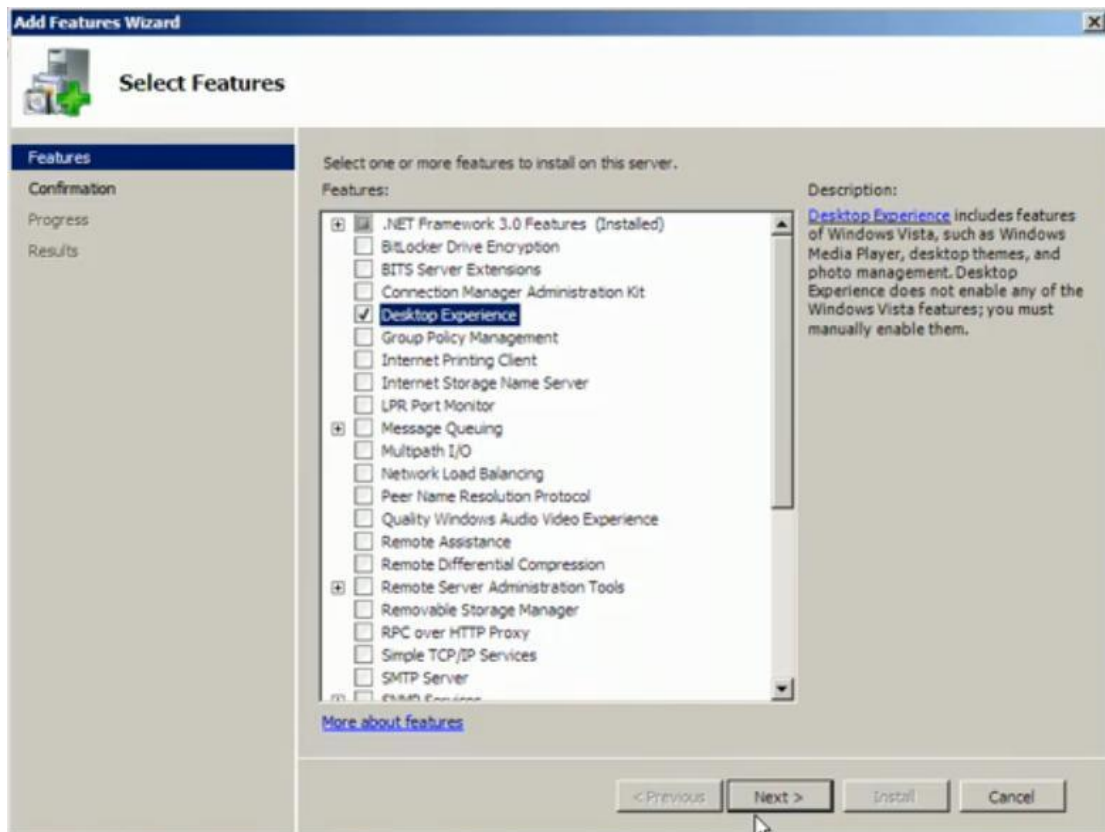 Add Features Wizard
Select Features
Features
Confirmation
Progress
Results
Select one or more features to install on this server.
Features:
.NET Framework 3.0 Features (Installed)
BitLocker Drive Encryption
BITS Server Extensions
Connection Manager Administration Kit
Desktop Experience
Group Policy Management
Internet Printing Client
Internet Storage Name Server
LPR Port Monitor
Message Queuing
Multipath I/O
Network Load Balancing
Peer Name Resolution Protocol
Quality Windows Audio Video Experience
Remote Assistance
Remote Differential Compression
Remote Server Administration Tools
Removable Storage Manager
RPC over HTTP Proxy
Simple TCP/IP Services
SMTP Server
SNMP Services
More about features
Description:
Desktop Experience includes features
of Windows Vista, such as Windows
Media Player, desktop themes, and
photo management. Desktop
Experience does not enable any of the
Windows Vista features; you must
manually enable them.
< Previous
Next >
Install
Cancel